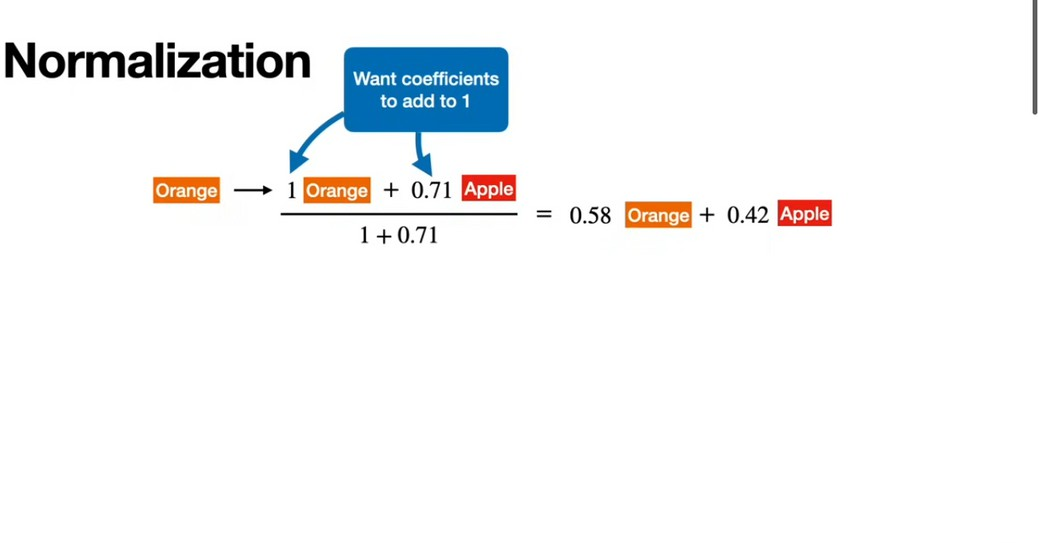 Normalization
Want coefficients
to add to 1
Orange → 1 Orange + 0.71 Apple
1 + 0.71
= 0.58 Orange + 0.42 Apple